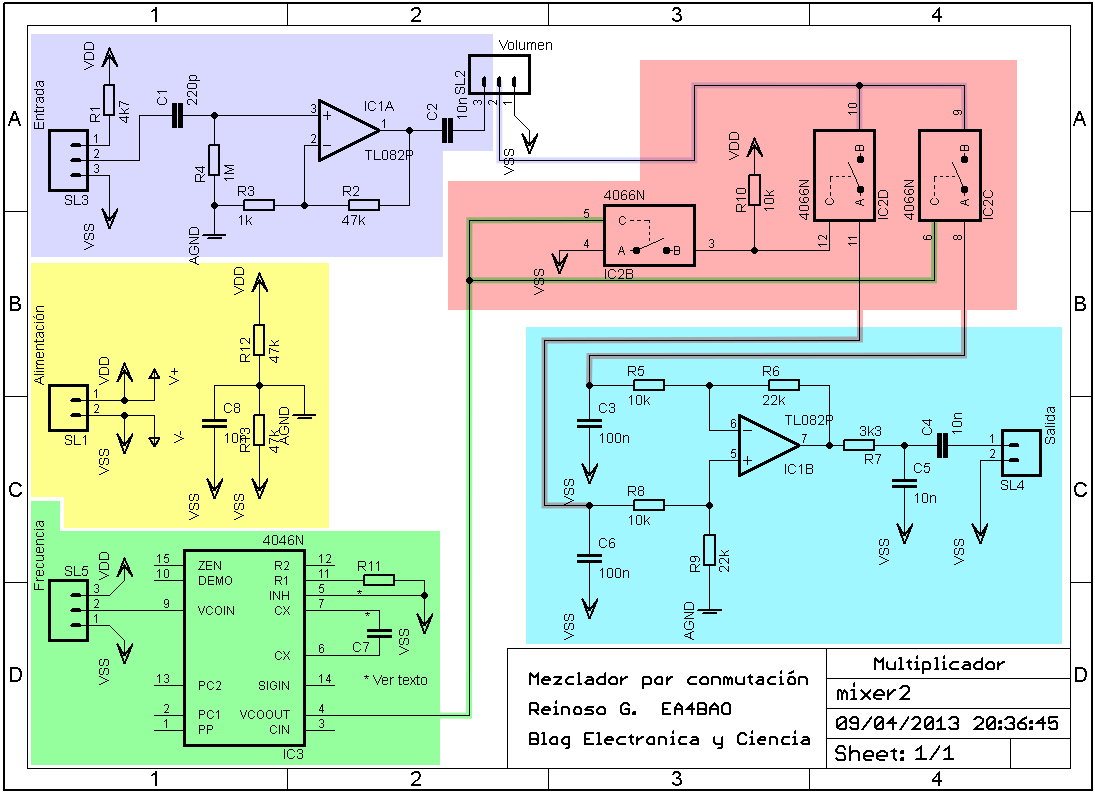 1 2 3 4
A
B
C
D
A
B
C
D
1 2 3 4
Entrada
VDD
R1
4k7
C1
220p
1
2
3
SL3
VSS
R4
1M
R3
1k
AGND
IC1A
3
2
1
+
−
TL082P
R2
47k
C2
10n
SL2
Volumen
3
2
1
VSS
4066N
5
C
4
A
B
3
VSS
IC2B
VDD
R10
10k
10
B
4066N
C
A
IC2D
12
11
9
B
4066N
C
A
IC2C
6
8
Alimentación
VDD
V+
1
2
SL1
VSS
V-
VDD
R12
47k
C8
10n
R13
47k
AGND
VSS
VSS
R5
10k
R6
22k
C3
100n
VSS
6
5
7
−
+
TL082P
IC1B
3k3
R7
C4
10n
C5
10n
1
2
SL4
Salida
VSS
VSS
R8
10k
C6
100n
R9
22k
VSS
AGND
Frecuencia
SL5
VDD
3
2
1
VSS
4046N
15 ZEN
10 DEMO
9 VCOIN
13 PC2
2 PC1
1 PP
R2 12
R1 11
INH 5
CX 7
CX 6
SIGIN 14
VCOOUT 4
CIN 3
IC3
R11
*
*
C7
VSS
* Ver texto
Mezclador por conmutación
Reinoso G. EA4BAO
Blog Electronica y Ciencia
Multiplicador
mixer2
09/04/2013 20:36:45
Sheet: 1/1